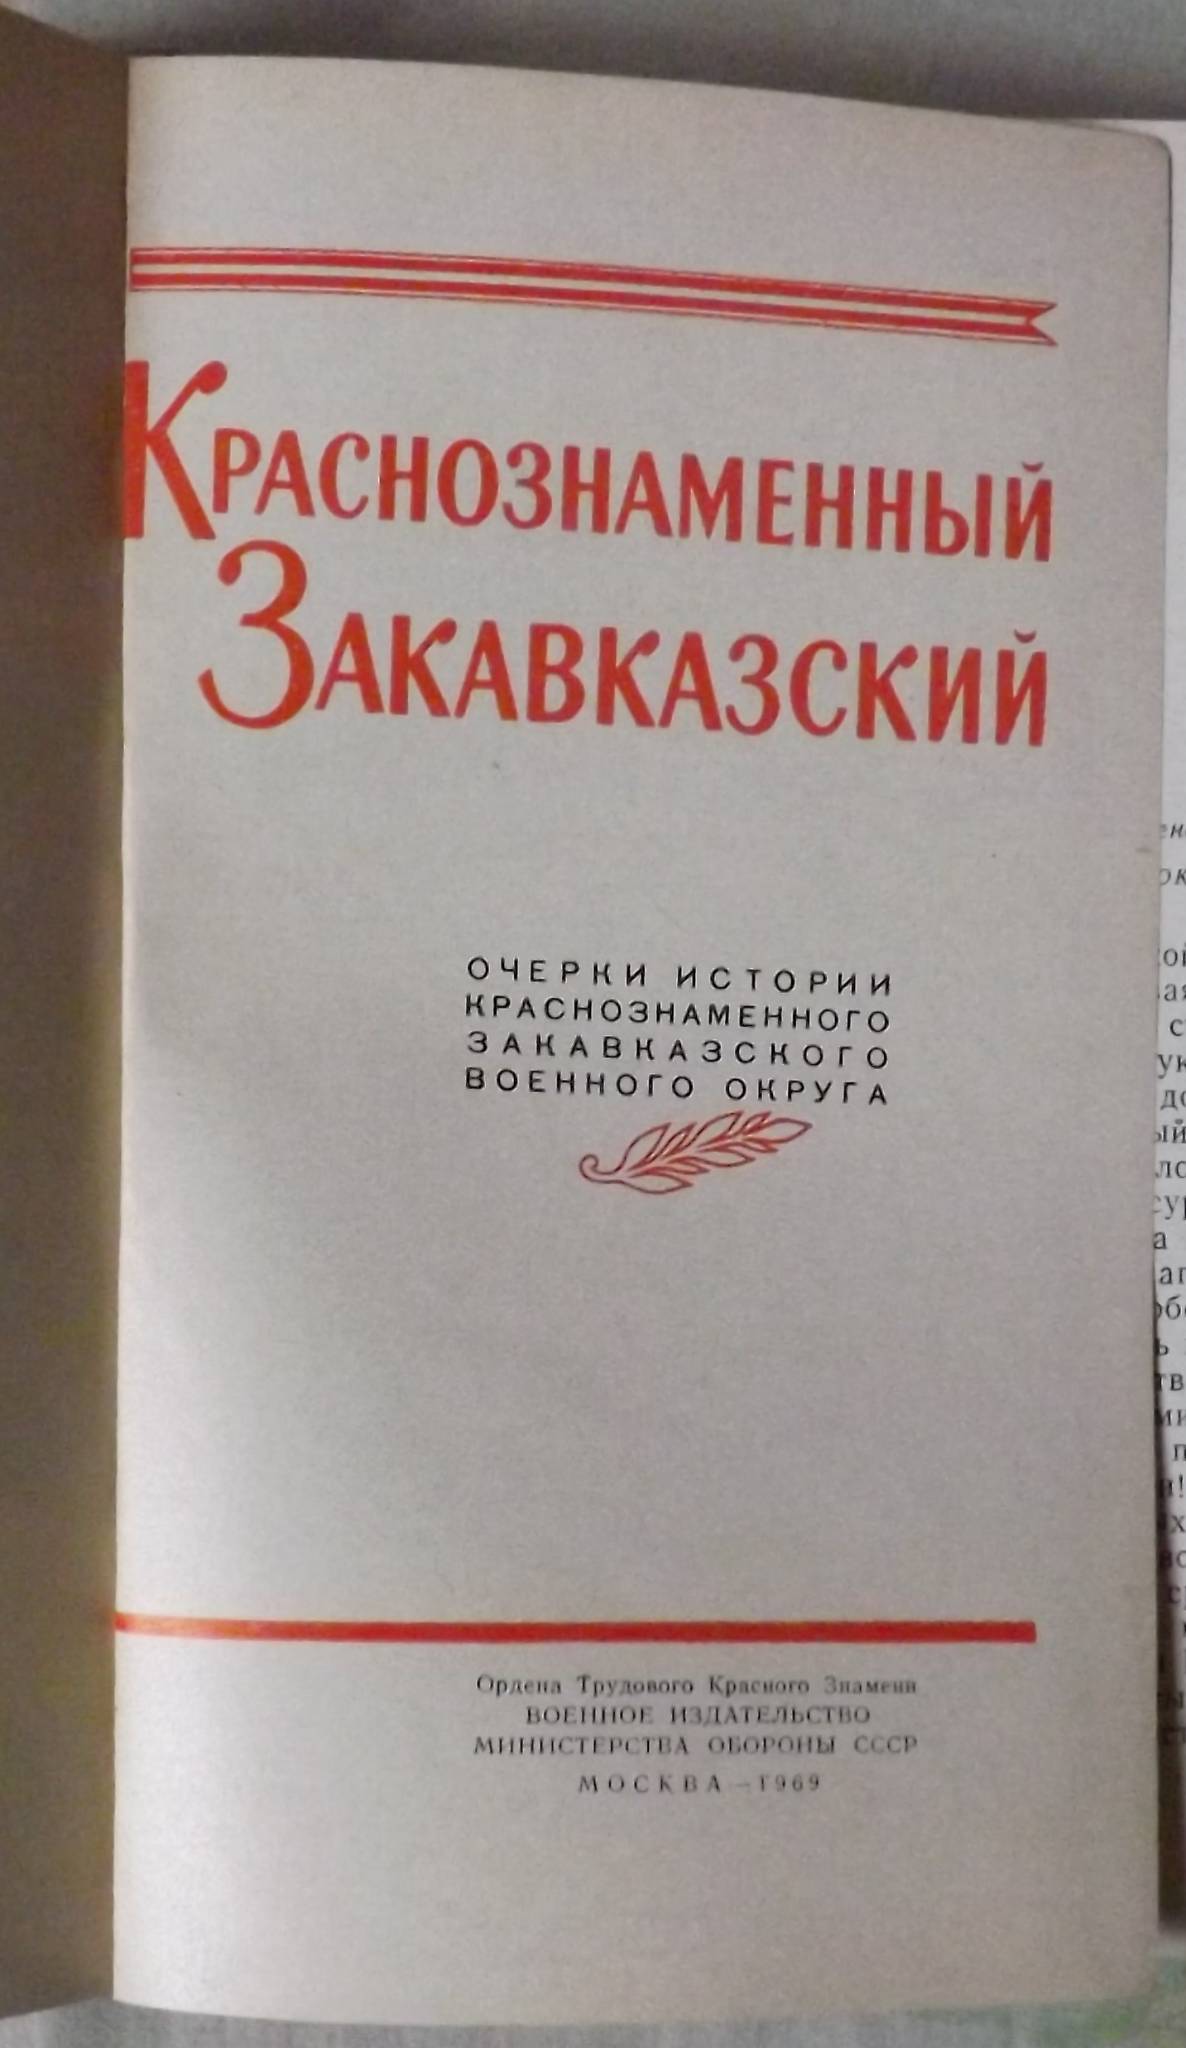 Краснознаменный
Закавказский
ОЧЕРКИ ИСТОРИИ
КРАСНОЗНАМЕННОГО
ЗАКАВКАЗСКОГО
ВОЕННОГО ОКРУГА
Ордена Трудового Красного Знамени
ВОЕННОЕ ИЗДАТЕЛЬСТВО
МИНИСТЕРСТВА ОБОРОНЫ СССР
МОСКВА — 1969